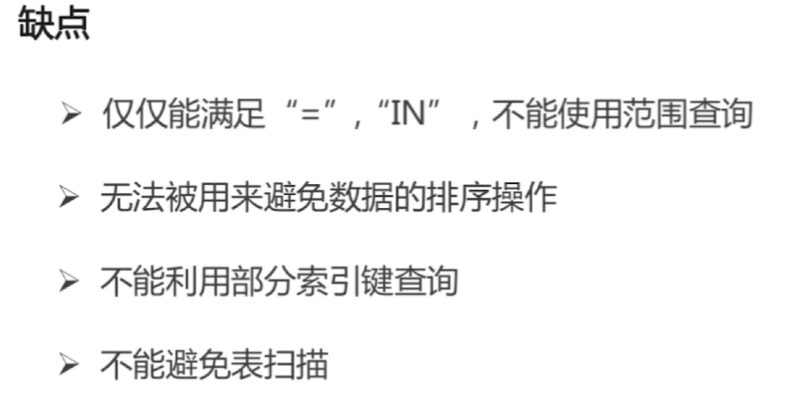 缺点
➢ 仅仅能满足“=”,“IN” ,不能使用范围查询
➢ 无法被用来避免数据的排序操作
➢ 不能利用部分索引键查询
➢ 不能避免表扫描